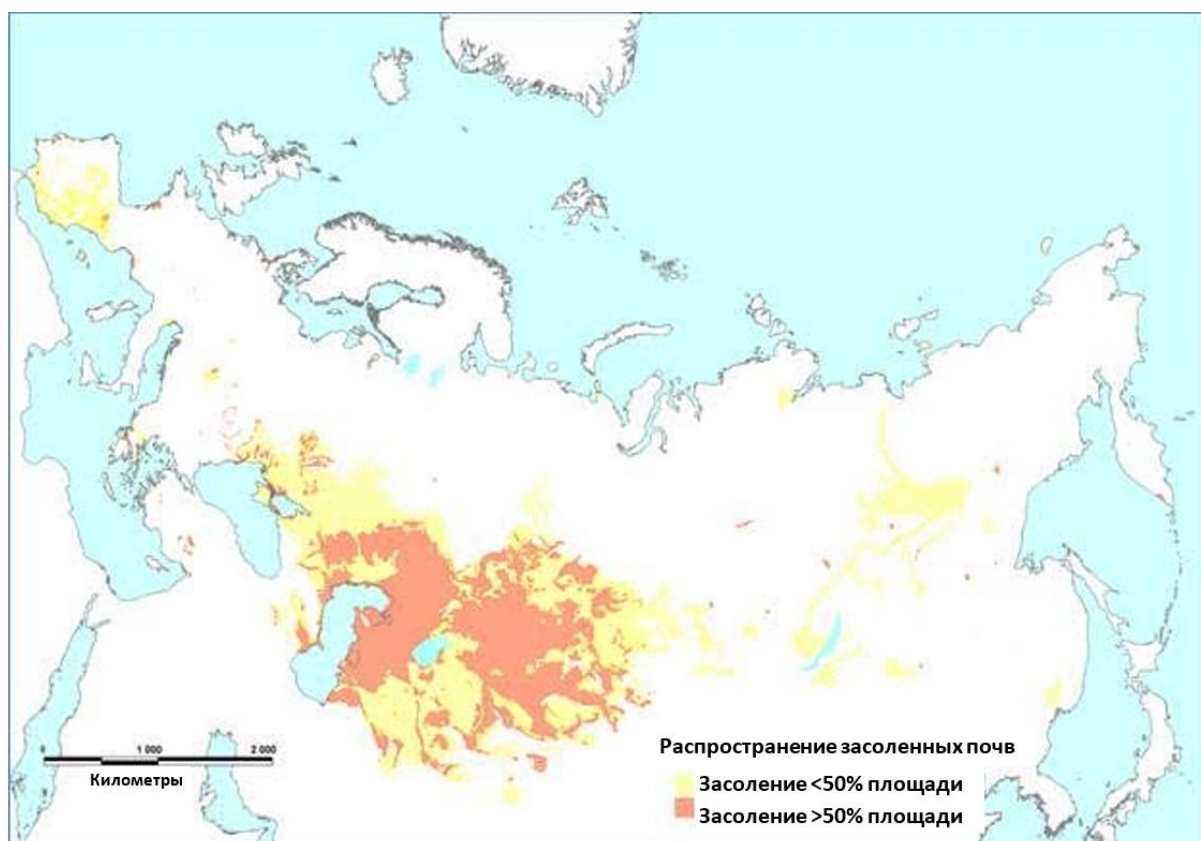 0 1 000 2 000
Километры
Распространение засоленных почв
Засоление <50% площади
Засоление >50% площади